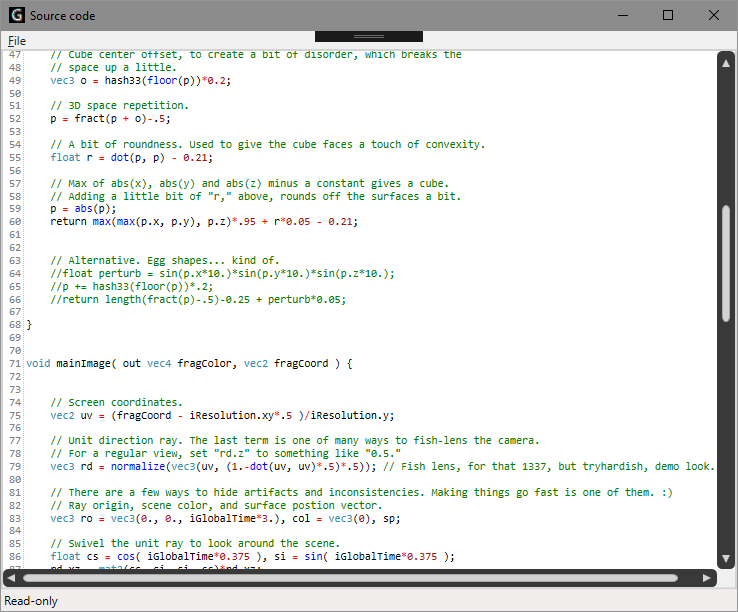 G Source code
File
47 // Cube center offset, to create a bit of disorder, which breaks the
48 // space up a little.
49 vec3 o = hash33(floor(p))*0.2;
50
51 // 3D space repetition.
52 p = fract(p + o)-.5;
53
54 // A bit of roundness. Used to give the cube faces a touch of convexity.
55 float r = dot(p, p) - 0.21;
56
57 // Max of abs(x), abs(y) and abs(z) minus a constant gives a cube.
58 // Adding a little bit of "r," above, rounds off the surfaces a bit.
59 p = abs(p);
60 return max(max(p.x, p.y), p.z)*.95 + r*0.05 - 0.21;
61
62
63 // Alternative. Egg shapes... kind of.
64 //float perturb = sin(p.x*10.)*sin(p.y*10.)*sin(p.z*10.);
65 //p += hash33(floor(p))*.2;
66 //return length(fract(p)-.5)-0.25 + perturb*0.05;
67
68 }
69
70
71 void mainImage( out vec4 fragColor, vec2 fragCoord ) {
72
73
74 // Screen coordinates.
75 vec2 uv = (fragCoord - iResolution.xy*.5 )/iResolution.y;
76
77 // Unit direction ray. The last term is one of many ways to fish-lens the camera.
78 // For a regular view, set "rd.z" to something like "0.5."
79 vec3 rd = normalize(vec3(uv, (1.-dot(uv, uv)*.5)*.5)); // Fish lens, for that 1337, but tryhardish, demo look.
80
81 // There are a few ways to hide artifacts and inconsistencies. Making things go fast is one of them. :)
82 // Ray origin, scene color, and surface postion vector.
83 vec3 ro = vec3(0., 0., iGlobalTime*3.), col = vec3(0), sp;
84
85 // Swivel the unit ray to look around the scene.
86 float cs = cos( iGlobalTime*0.375 ), si = sin( iGlobalTime*0.375 );
87 rd.xz = mat2(cs, si,-si, cs)*rd.xz;
Read-only